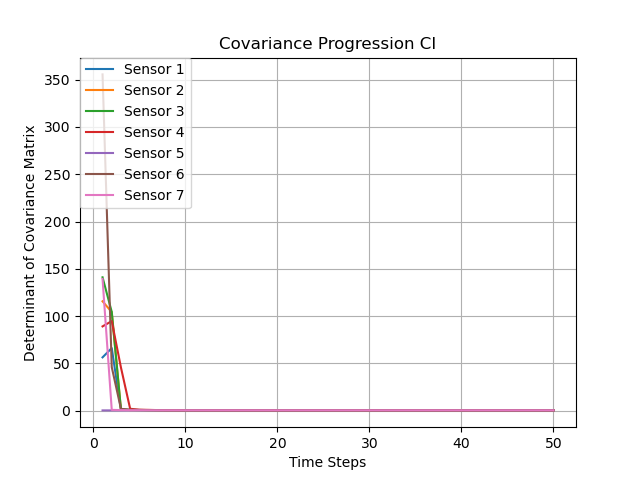 Covariance Progression CI
Determinant of Covariance Matrix
350
300
250
200
150
100
50
0
Sensor 1
Sensor 2
Sensor 3
Sensor 4
Sensor 5
Sensor 6
Sensor 7
0 10 20 30 40 50
Time Steps